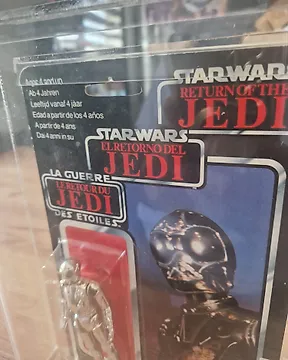 Ages 4 and up
Ab 4 Jahren
Leeftijd vanaf 4 jaar
Edad a partir de los 4 años
A partir de 4 ans
Dai 4 anni in su
STAR WARS
RETURN OF THE
JEDI
STAR WARS
EL RETORNO DEL
JEDI
LA GUERRE
LE RETOUR DU
JEDI
DES ETOILES